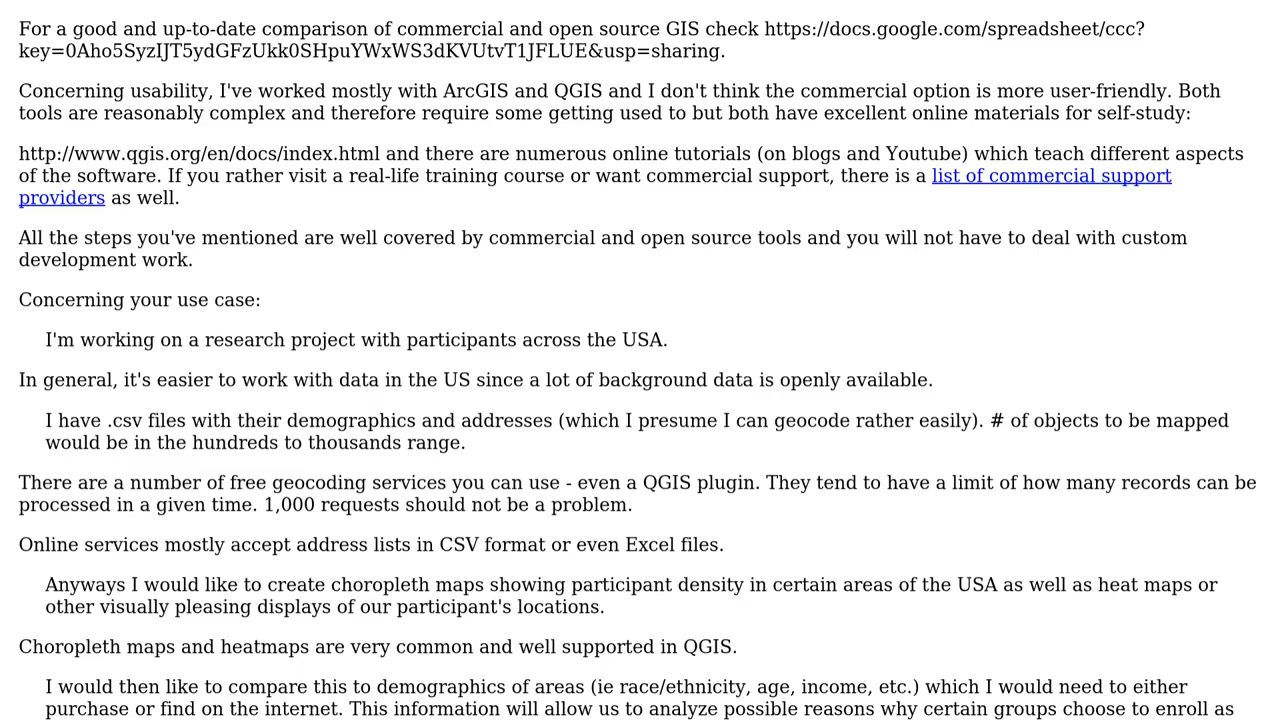 For a good and up-to-date comparison of commercial and open source GIS check https://docs.google.com/spreadsheet/ccc?
key=0Aho5SyzIJT5ydGFzUkk0SHpuYWxWS3dKVUtvT1JFLUE&usp=sharing.
Concerning usability, I've worked mostly with ArcGIS and QGIS and I don't think the commercial option is more user-friendly. Both
tools are reasonably complex and therefore require some getting used to but both have excellent online materials for self-study:
http://www.qgis.org/en/docs/index.html and there are numerous online tutorials (on blogs and Youtube) which teach different aspects
of the software. If you rather visit a real-life training course or want commercial support, there is a list of commercial support
providers as well.
All the steps you've mentioned are well covered by commercial and open source tools and you will not have to deal with custom
development work.
Concerning your use case:
I'm working on a research project with participants across the USA.
In general, it's easier to work with data in the US since a lot of background data is openly available.
I have .csv files with their demographics and addresses (which I presume I can geocode rather easily). # of objects to be mapped
would be in the hundreds to thousands range.
There are a number of free geocoding services you can use - even a QGIS plugin. They tend to have a limit of how many records can be
processed in a given time. 1,000 requests should not be a problem.
Online services mostly accept address lists in CSV format or even Excel files.
Anyways I would like to create choropleth maps showing participant density in certain areas of the USA as well as heat maps or
other visually pleasing displays of our participant's locations.
Choropleth maps and heatmaps are very common and well supported in QGIS.
I would then like to compare this to demographics of areas (ie race/ethnicity, age, income, etc.) which I would need to either
purchase or find on the internet. This information will allow us to analyze possible reasons why certain groups choose to enroll as